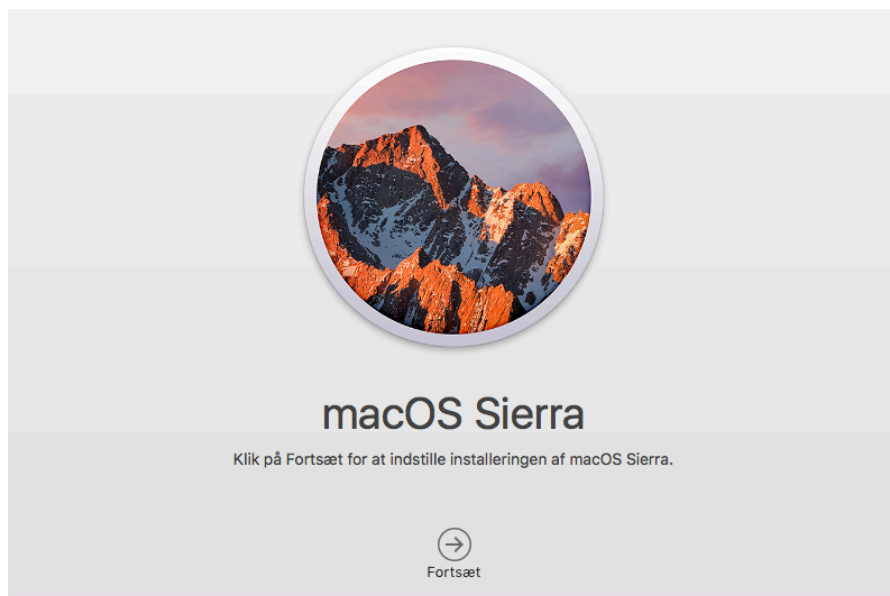 macOS Sierra
Klik på Fortsæt for at indstille installeringen af macOS Sierra.
Fortsæt